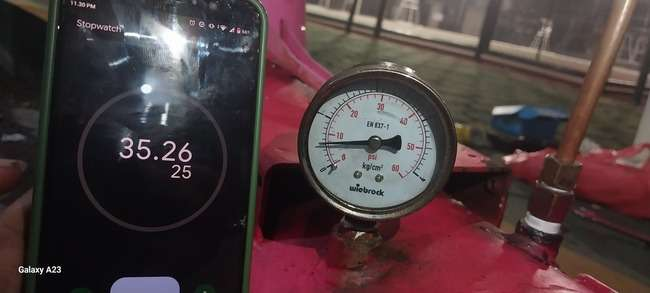 11.30 PM
Stopwatch
35.26
25
10
20
30
40
50
60
0
EN 837-1
psi
kg/cm²
wiebrock
Galaxy A23